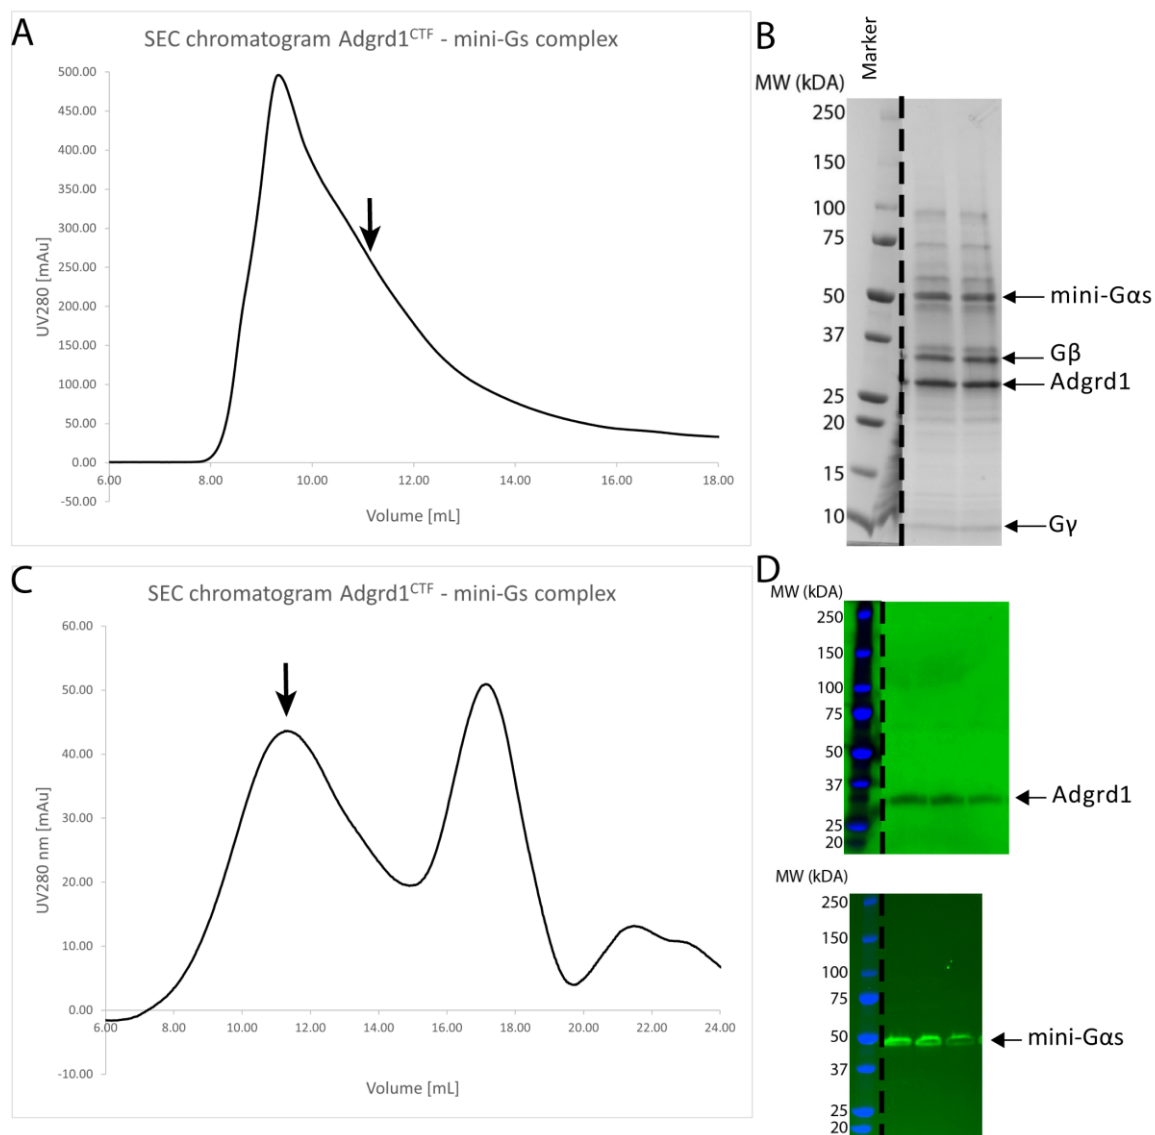 A
SEC chromatogram Adgrd1CTF - mini-Gs complex
500.00
450.00
400.00
350.00
300.00
250.00
200.00
150.00
100.00
50.00
0.00
-50.00
UV280 [mAu]
6.00 8.00 10.00 12.00 14.00 16.00 18.00
Volume [mL]
B
Marker
MW (kDA)
250
150
100
75
50
37
25
20
15
10
mini-Gαs
Gβ
Adgrd1
Gγ
C
SEC chromatogram Adgrd1CTF - mini-Gs complex
60.00
50.00
40.00
30.00
20.00
10.00
0.00
-10.00
UV280 nm [mAu]
6.00 8.00 10.00 12.00 14.00 16.00 18.00 20.00 22.00 24.00
Volume [mL]
D
MW (kDA)
250
150
100
75
50
37
25
20
Adgrd1
MW (kDA)
250
150
100
75
50
37
25
20
mini-Gαs